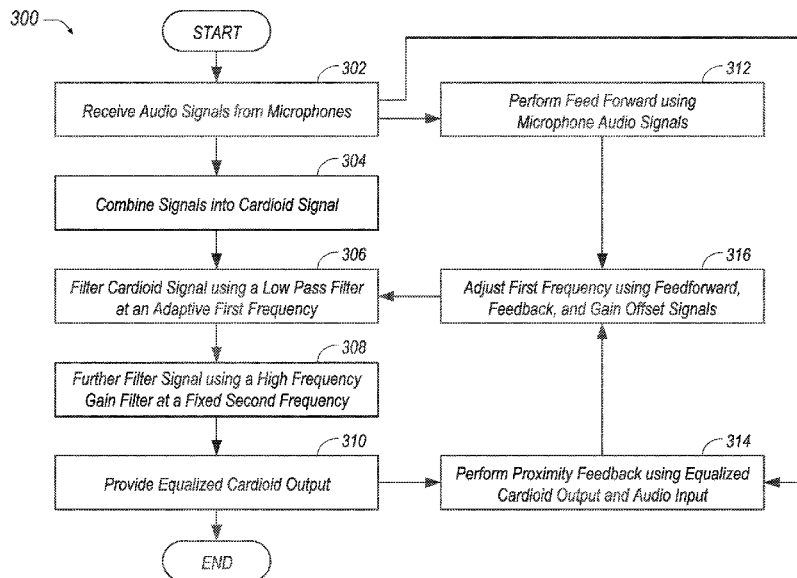 300
START
302
Receive Audio Signals from Microphones
312
Perform Feed Forward using
Microphone Audio Signals
304
Combine Signals into Cardioid Signal
306
Filter Cardioid Signal using a Low Pass Filter
at an Adaptive First Frequency
316
Adjust First Frequency using Feedforward,
Feedback, and Gain Offset Signals
308
Further Filter Signal using a High Frequency
Gain Filter at a Fixed Second Frequency
310
Provide Equalized Cardioid Output
314
Perform Proximity Feedback using Equalized
Cardioid Output and Audio Input
END